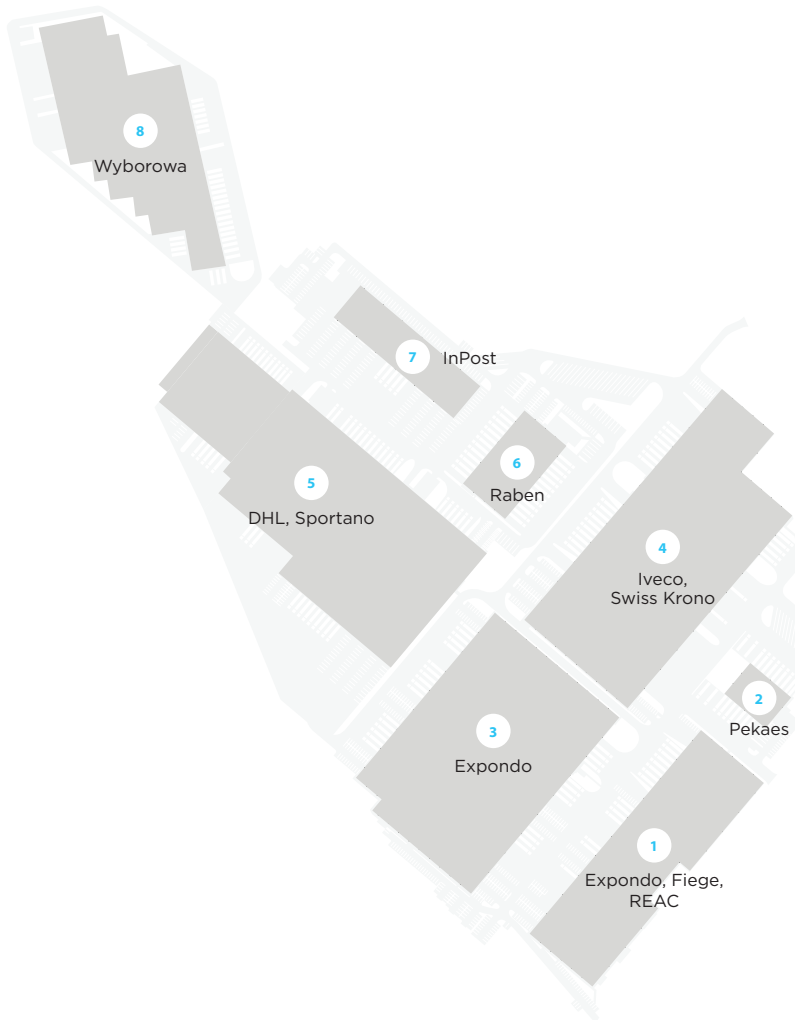 8
Wyborowa
7
InPost
6
Raben
5
DHL, Sportano
4
Iveco,
Swiss Krono
2
Pekaes
3
Expondo
1
Expondo, Fiege,
REAC